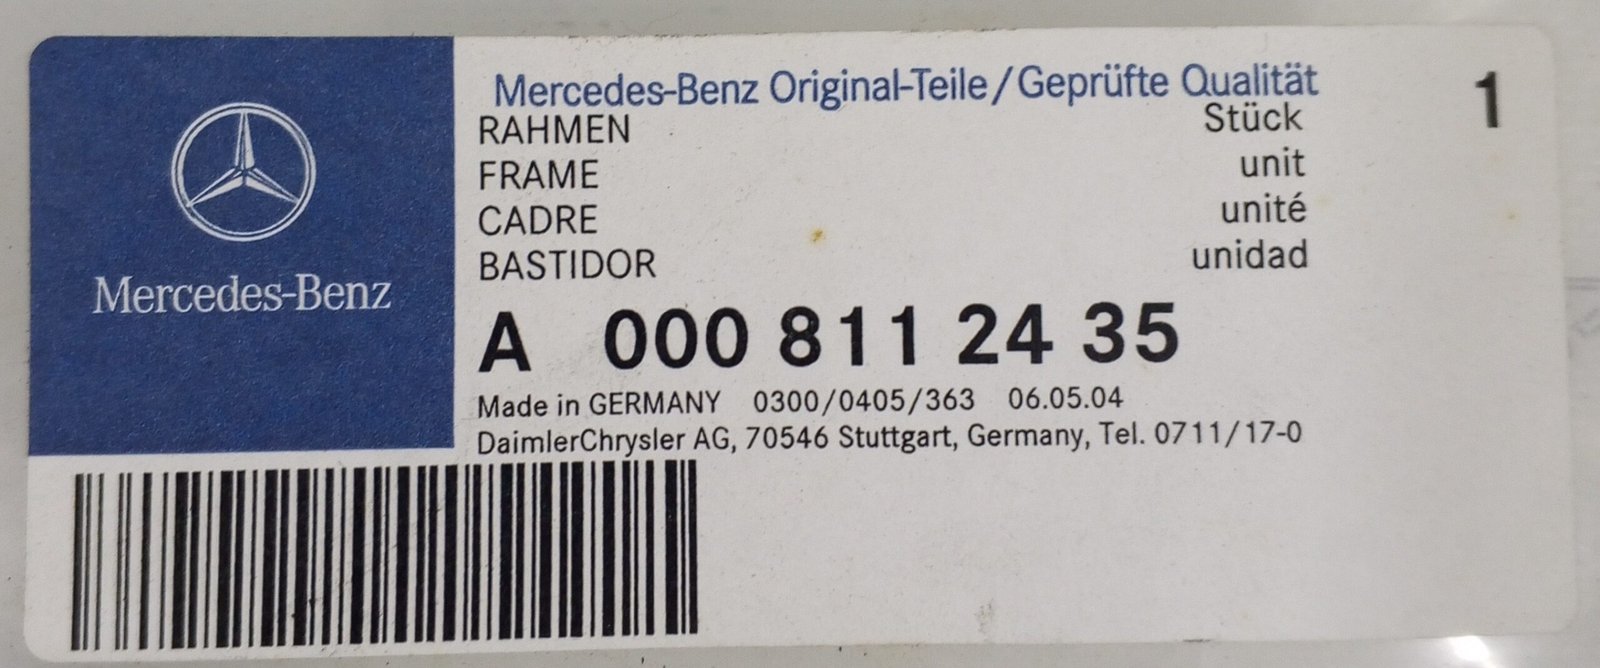 Mercedes-Benz
Mercedes-Benz Original-Teile/Geprüfte Qualität
RAHMEN Stück 1
FRAME unit
CADRE unité
BASTIDOR unidad
A 000 811 24 35
Made in GERMANY 0300/0405/363 06.05.04
DaimlerChrysler AG, 70546 Stuttgart, Germany, Tel. 0711/17-0